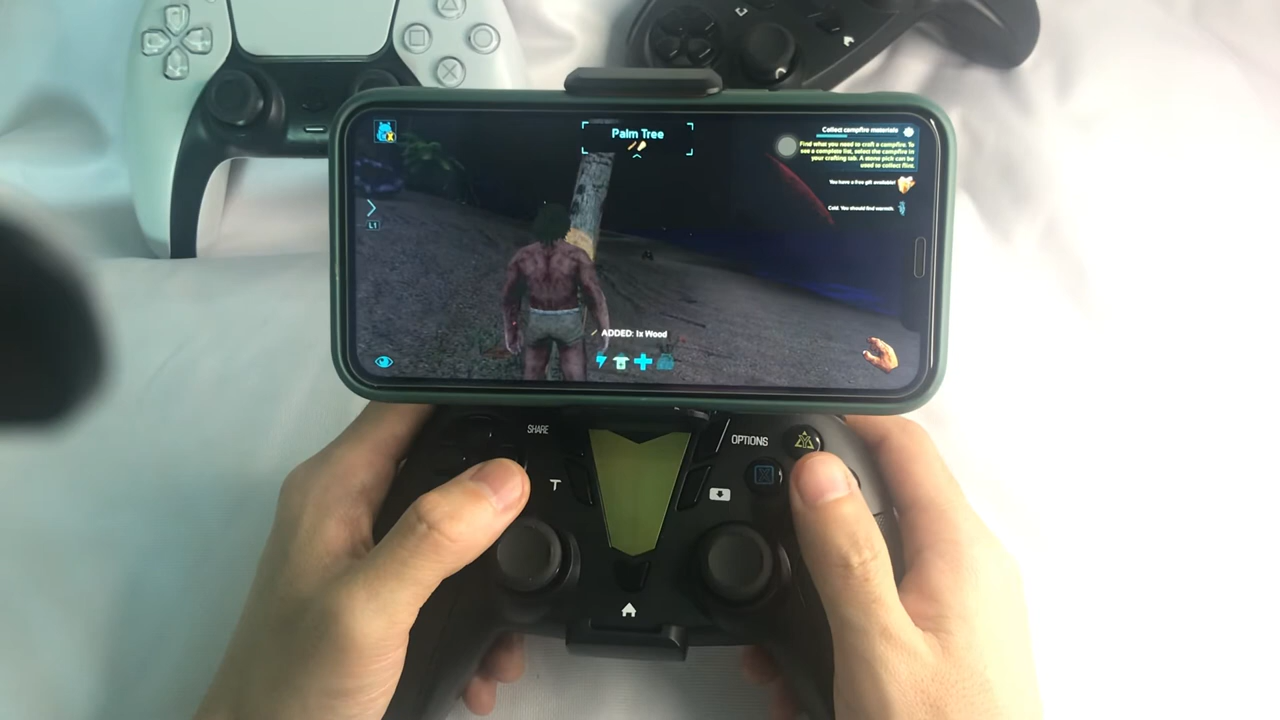 Palm Tree
Collect campfire materials
Find what you need to craft a campfire. To
see a complete list, select the campfire in
your crafting tab. A stone pick can be
used to collect flint.
You have a free gift available!
Cold. You should find warmth.
L1
ADDED: 1x Wood
SHARE
OPTIONS
T